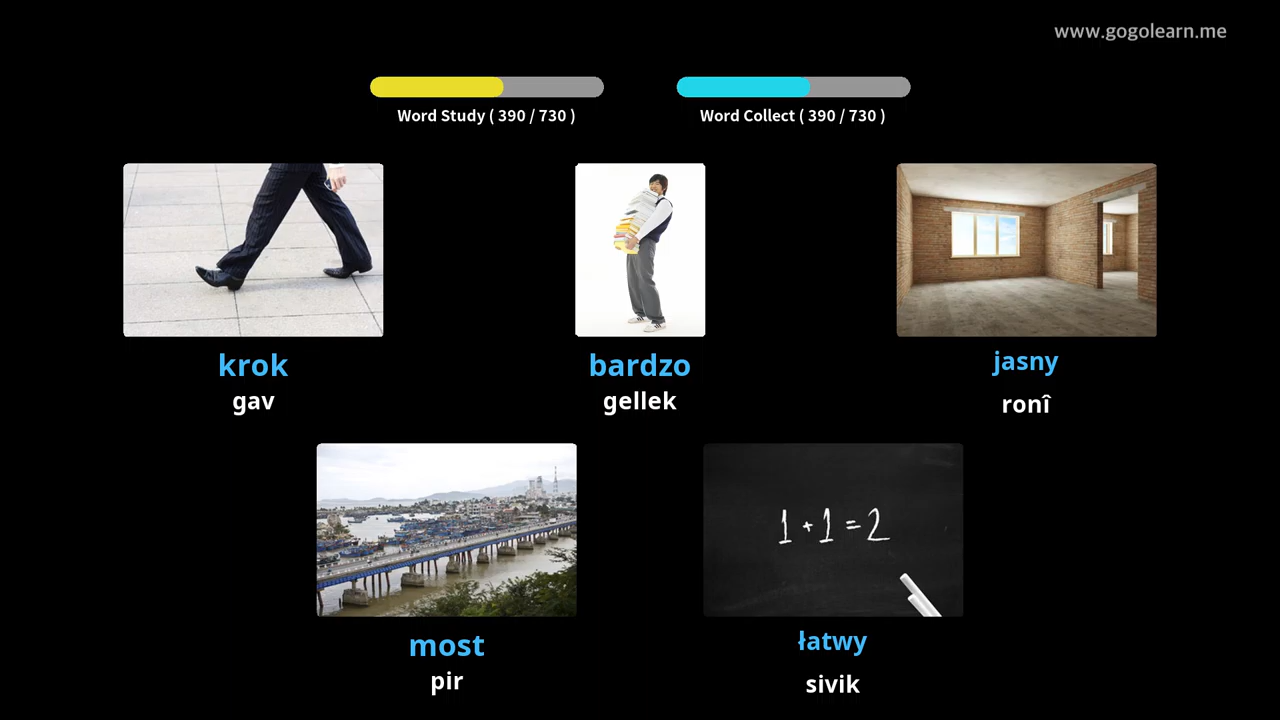 www.gogolearn.me
Word Study ( 390 / 730 )
Word Collect ( 390 / 730 )
krok
gav
bardzo
gellek
jasny
ronî
1 + 1 = 2
most
pir
łatwy
sivik